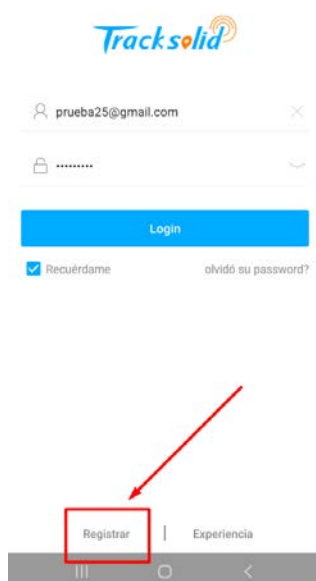 Tracksolid
prueba25@gmail.com
·········
Login
Recuérdame olvidó su password?
Registrar | Experiencia